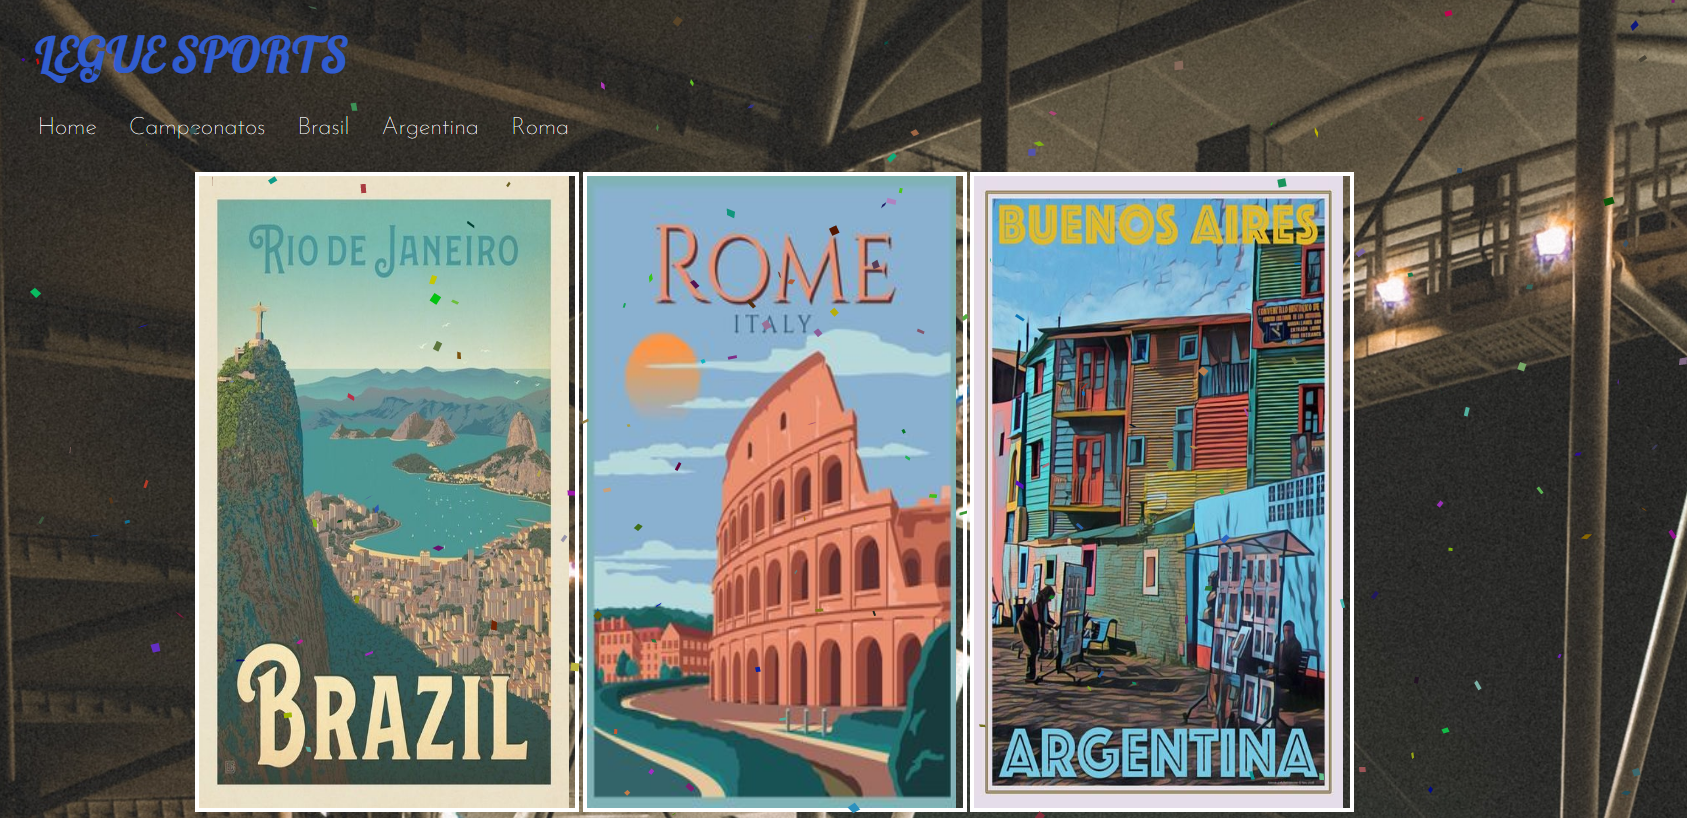 LEGUE SPORTS
Home Campeonatos Brasil Argentina Roma
RIO DE JANEIRO
BRAZIL
ROME
ITALY
BUENOS AIRES
ARGENTINA